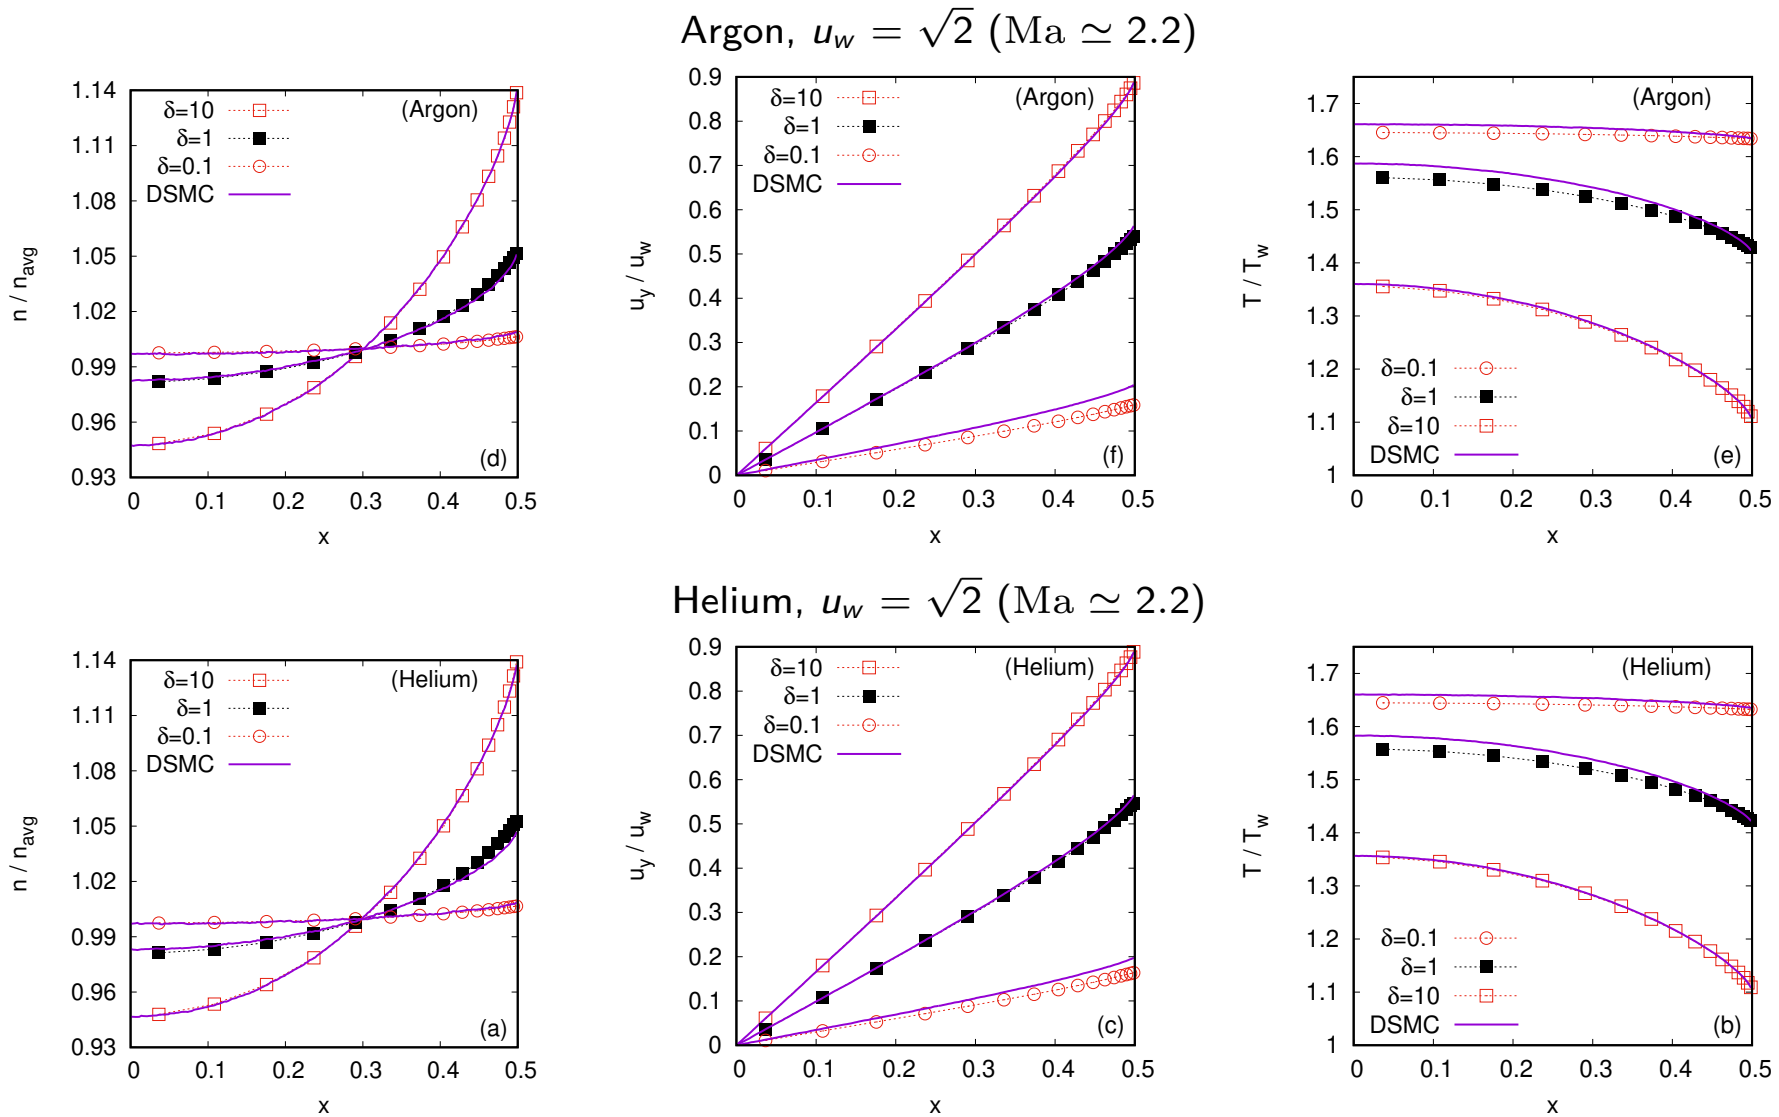 Argon, u_w = √2 (Ma ≃ 2.2)
1.14
1.11
1.08
1.05
1.02
0.99
0.96
0.93
n / n_avg
δ=10
δ=1
δ=0.1
DSMC
(Argon)
(d)
0 0.1 0.2 0.3 0.4 0.5
x
0.9
0.8
0.7
0.6
0.5
0.4
0.3
0.2
0.1
0
u_y / u_w
δ=10
δ=1
δ=0.1
DSMC
(Argon)
(f)
0 0.1 0.2 0.3 0.4 0.5
x
1.7
1.6
1.5
1.4
1.3
1.2
1.1
1
T / T_w
(Argon)
δ=0.1
δ=1
δ=10
DSMC
(e)
0 0.1 0.2 0.3 0.4 0.5
x
Helium, u_w = √2 (Ma ≃ 2.2)
1.14
1.11
1.08
1.05
1.02
0.99
0.96
0.93
n / n_avg
δ=10
δ=1
δ=0.1
DSMC
(Helium)
(a)
0 0.1 0.2 0.3 0.4 0.5
x
0.9
0.8
0.7
0.6
0.5
0.4
0.3
0.2
0.1
0
u_y / u_w
δ=10
δ=1
δ=0.1
DSMC
(Helium)
(c)
0 0.1 0.2 0.3 0.4 0.5
x
1.7
1.6
1.5
1.4
1.3
1.2
1.1
1
T / T_w
(Helium)
δ=0.1
δ=1
δ=10
DSMC
(b)
0 0.1 0.2 0.3 0.4 0.5
x